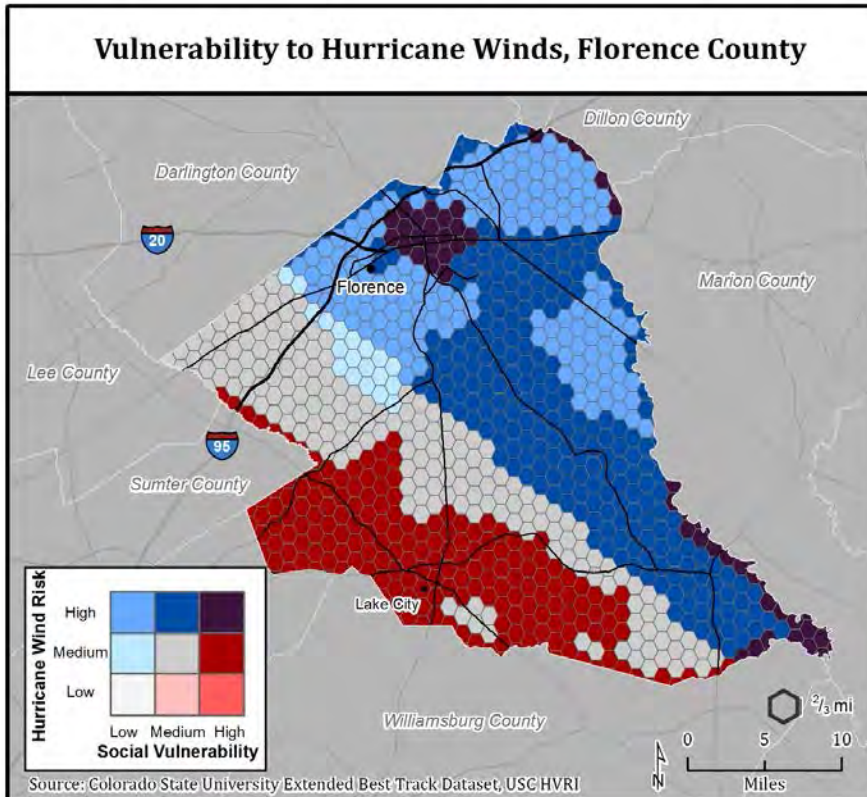 Vulnerability to Hurricane Winds, Florence County
Dillon County
Darlington County
20
Marion County
Florence
Lee County
95
Sumter County
Lake City
Hurricane Wind Risk
High
Medium
Low
Low Medium High
Social Vulnerability
Williamsburg County
2/3 mi
N
0 5 10
Miles
Source: Colorado State University Extended Best Track Dataset, USC HVRI